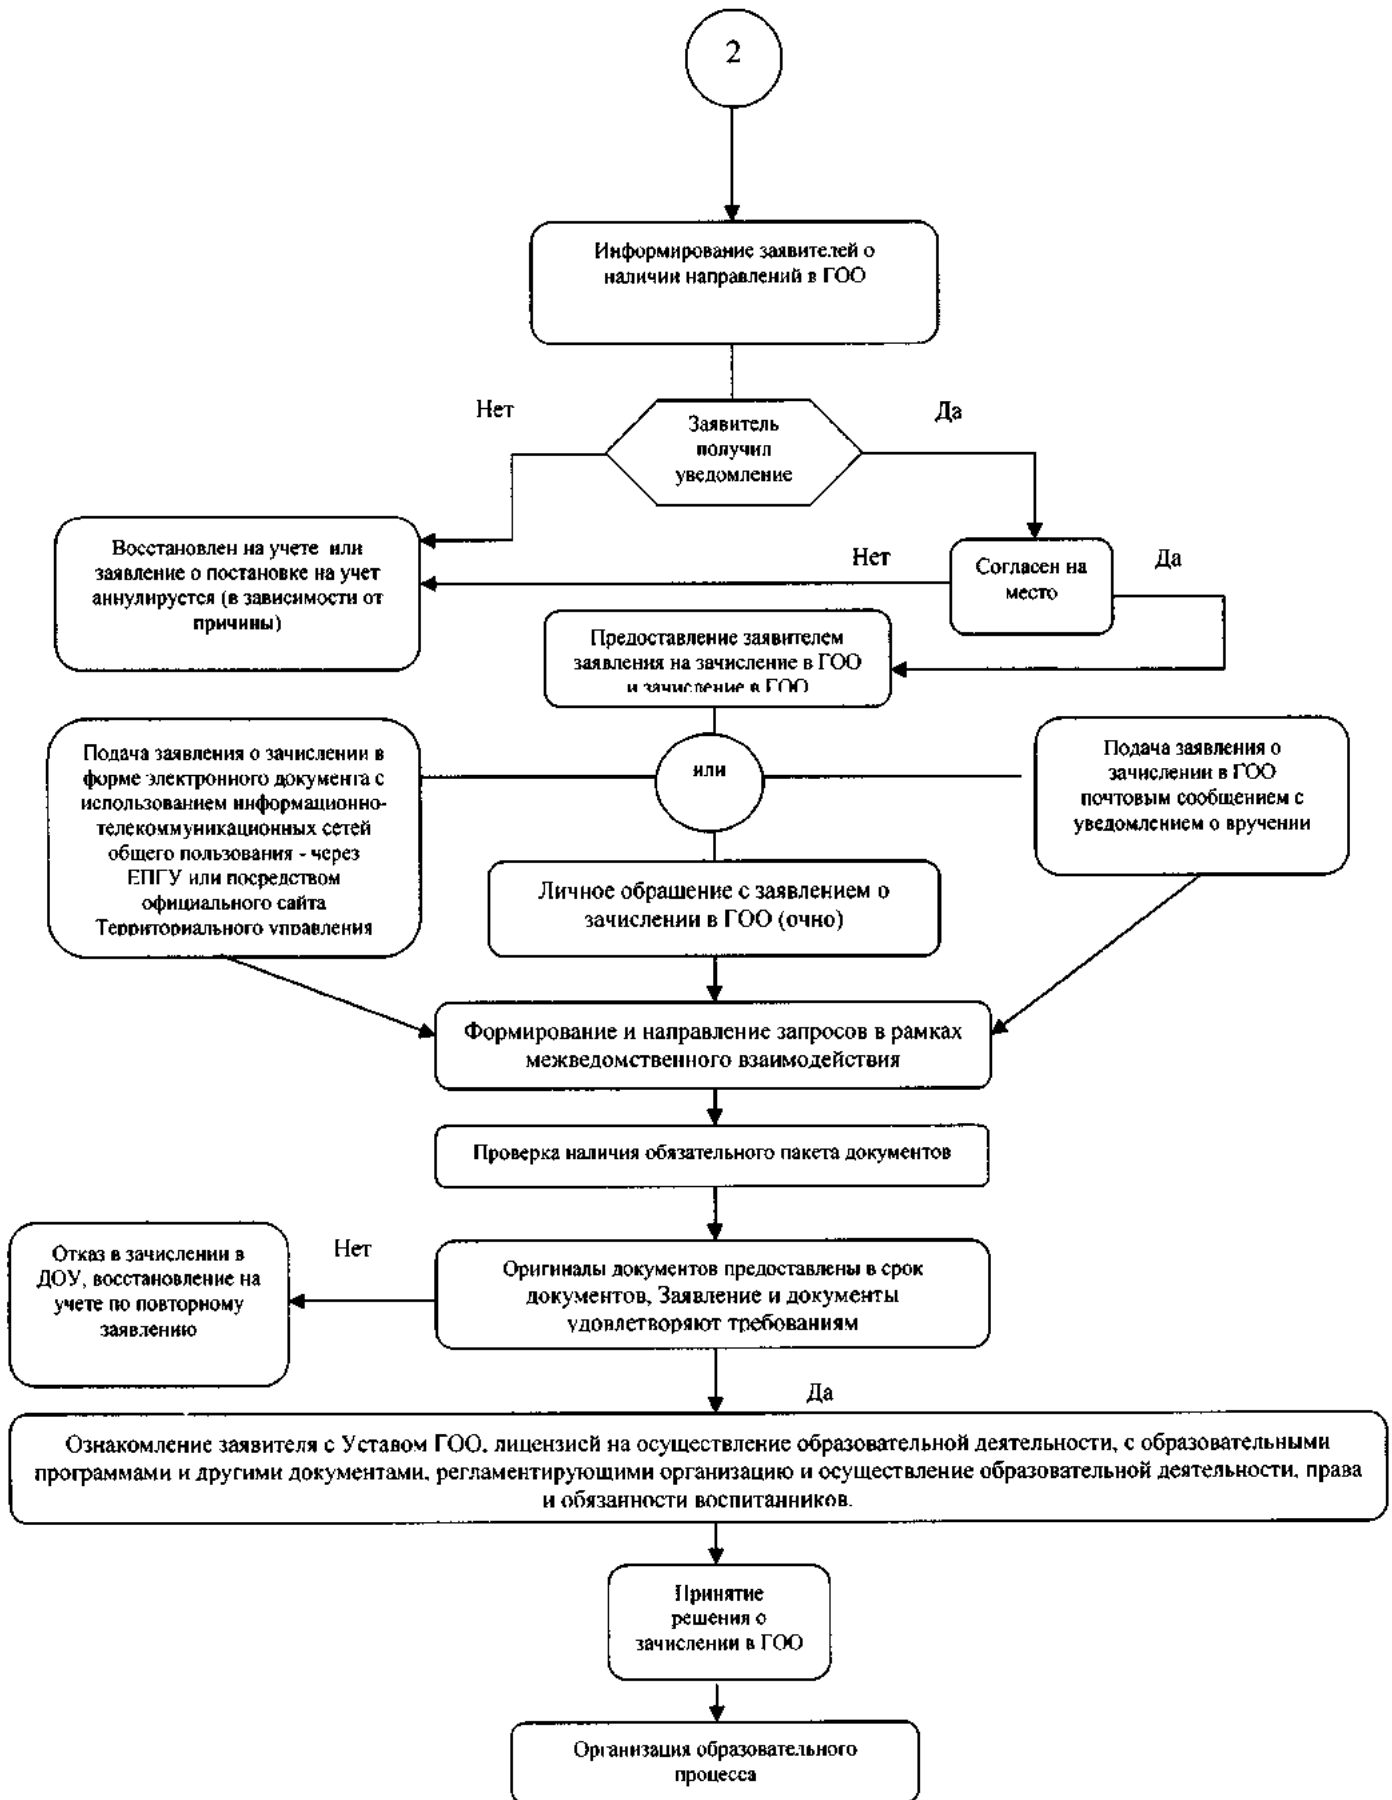 2
Информирование заявителей о
наличии направлений в ГОО
Нет
Да
Заявитель
получил
уведомление
Восстановлен на учете или
заявление о постановке на учет
аннулируется (в зависимости от
причины)
Нет
Согласен на
место
Да
Предоставление заявителем
заявления на зачисление в ГОО
и зачисление в ГОО
Подача заявления о зачислении в
форме электронного документа с
использованием информационно-
телекоммуникационных сетей
общего пользования - через
ЕПГУ или посредством
официального сайта
Территориального управления
или
Подача заявления о
зачислении в ГОО
почтовым сообщением с
уведомлением о вручении
Личное обращение с заявлением о
зачислении в ГОО (очно)
Формирование и направление запросов в рамках
межведомственного взаимодействия
Проверка наличия обязательного пакета документов
Отказ в зачислении в
ДОУ, восстановление на
учете по повторному
заявлению
Нет
Оригиналы документов предоставлены в срок
документов, Заявление и документы
удовлетворяют требованиям
Да
Ознакомление заявителя с Уставом ГОО, лицензией на осуществление образовательной деятельности, с образовательными
программами и другими документами, регламентирующими организацию и осуществление образовательной деятельности, права
и обязанности воспитанников.
Принятие
решения о
зачислении в ГОО
Организация образовательного
процесса